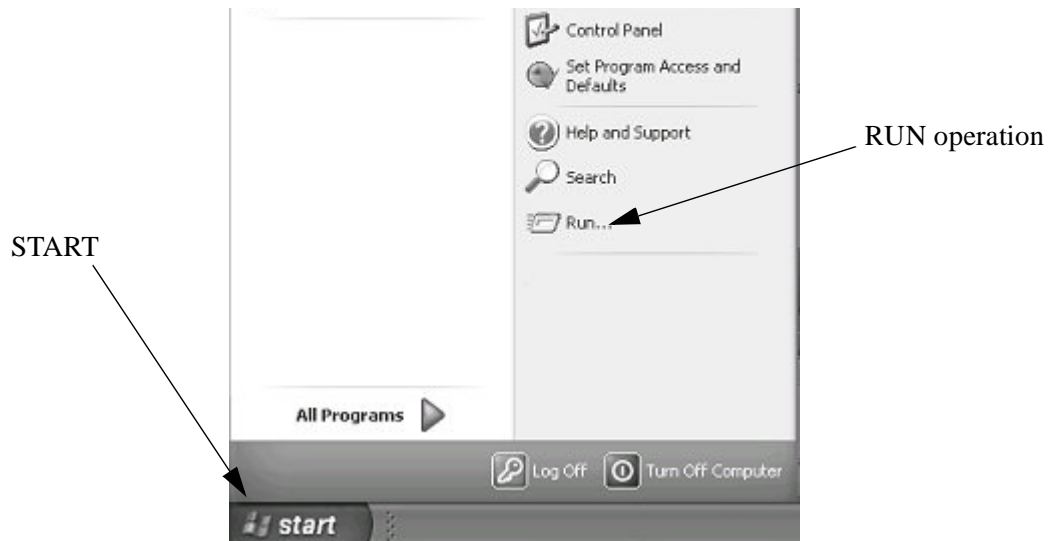 Control Panel
Set Program Access and
Defaults
Help and Support
RUN operation
Search
Run...
START
All Programs
Log Off
Turn Off Computer
start